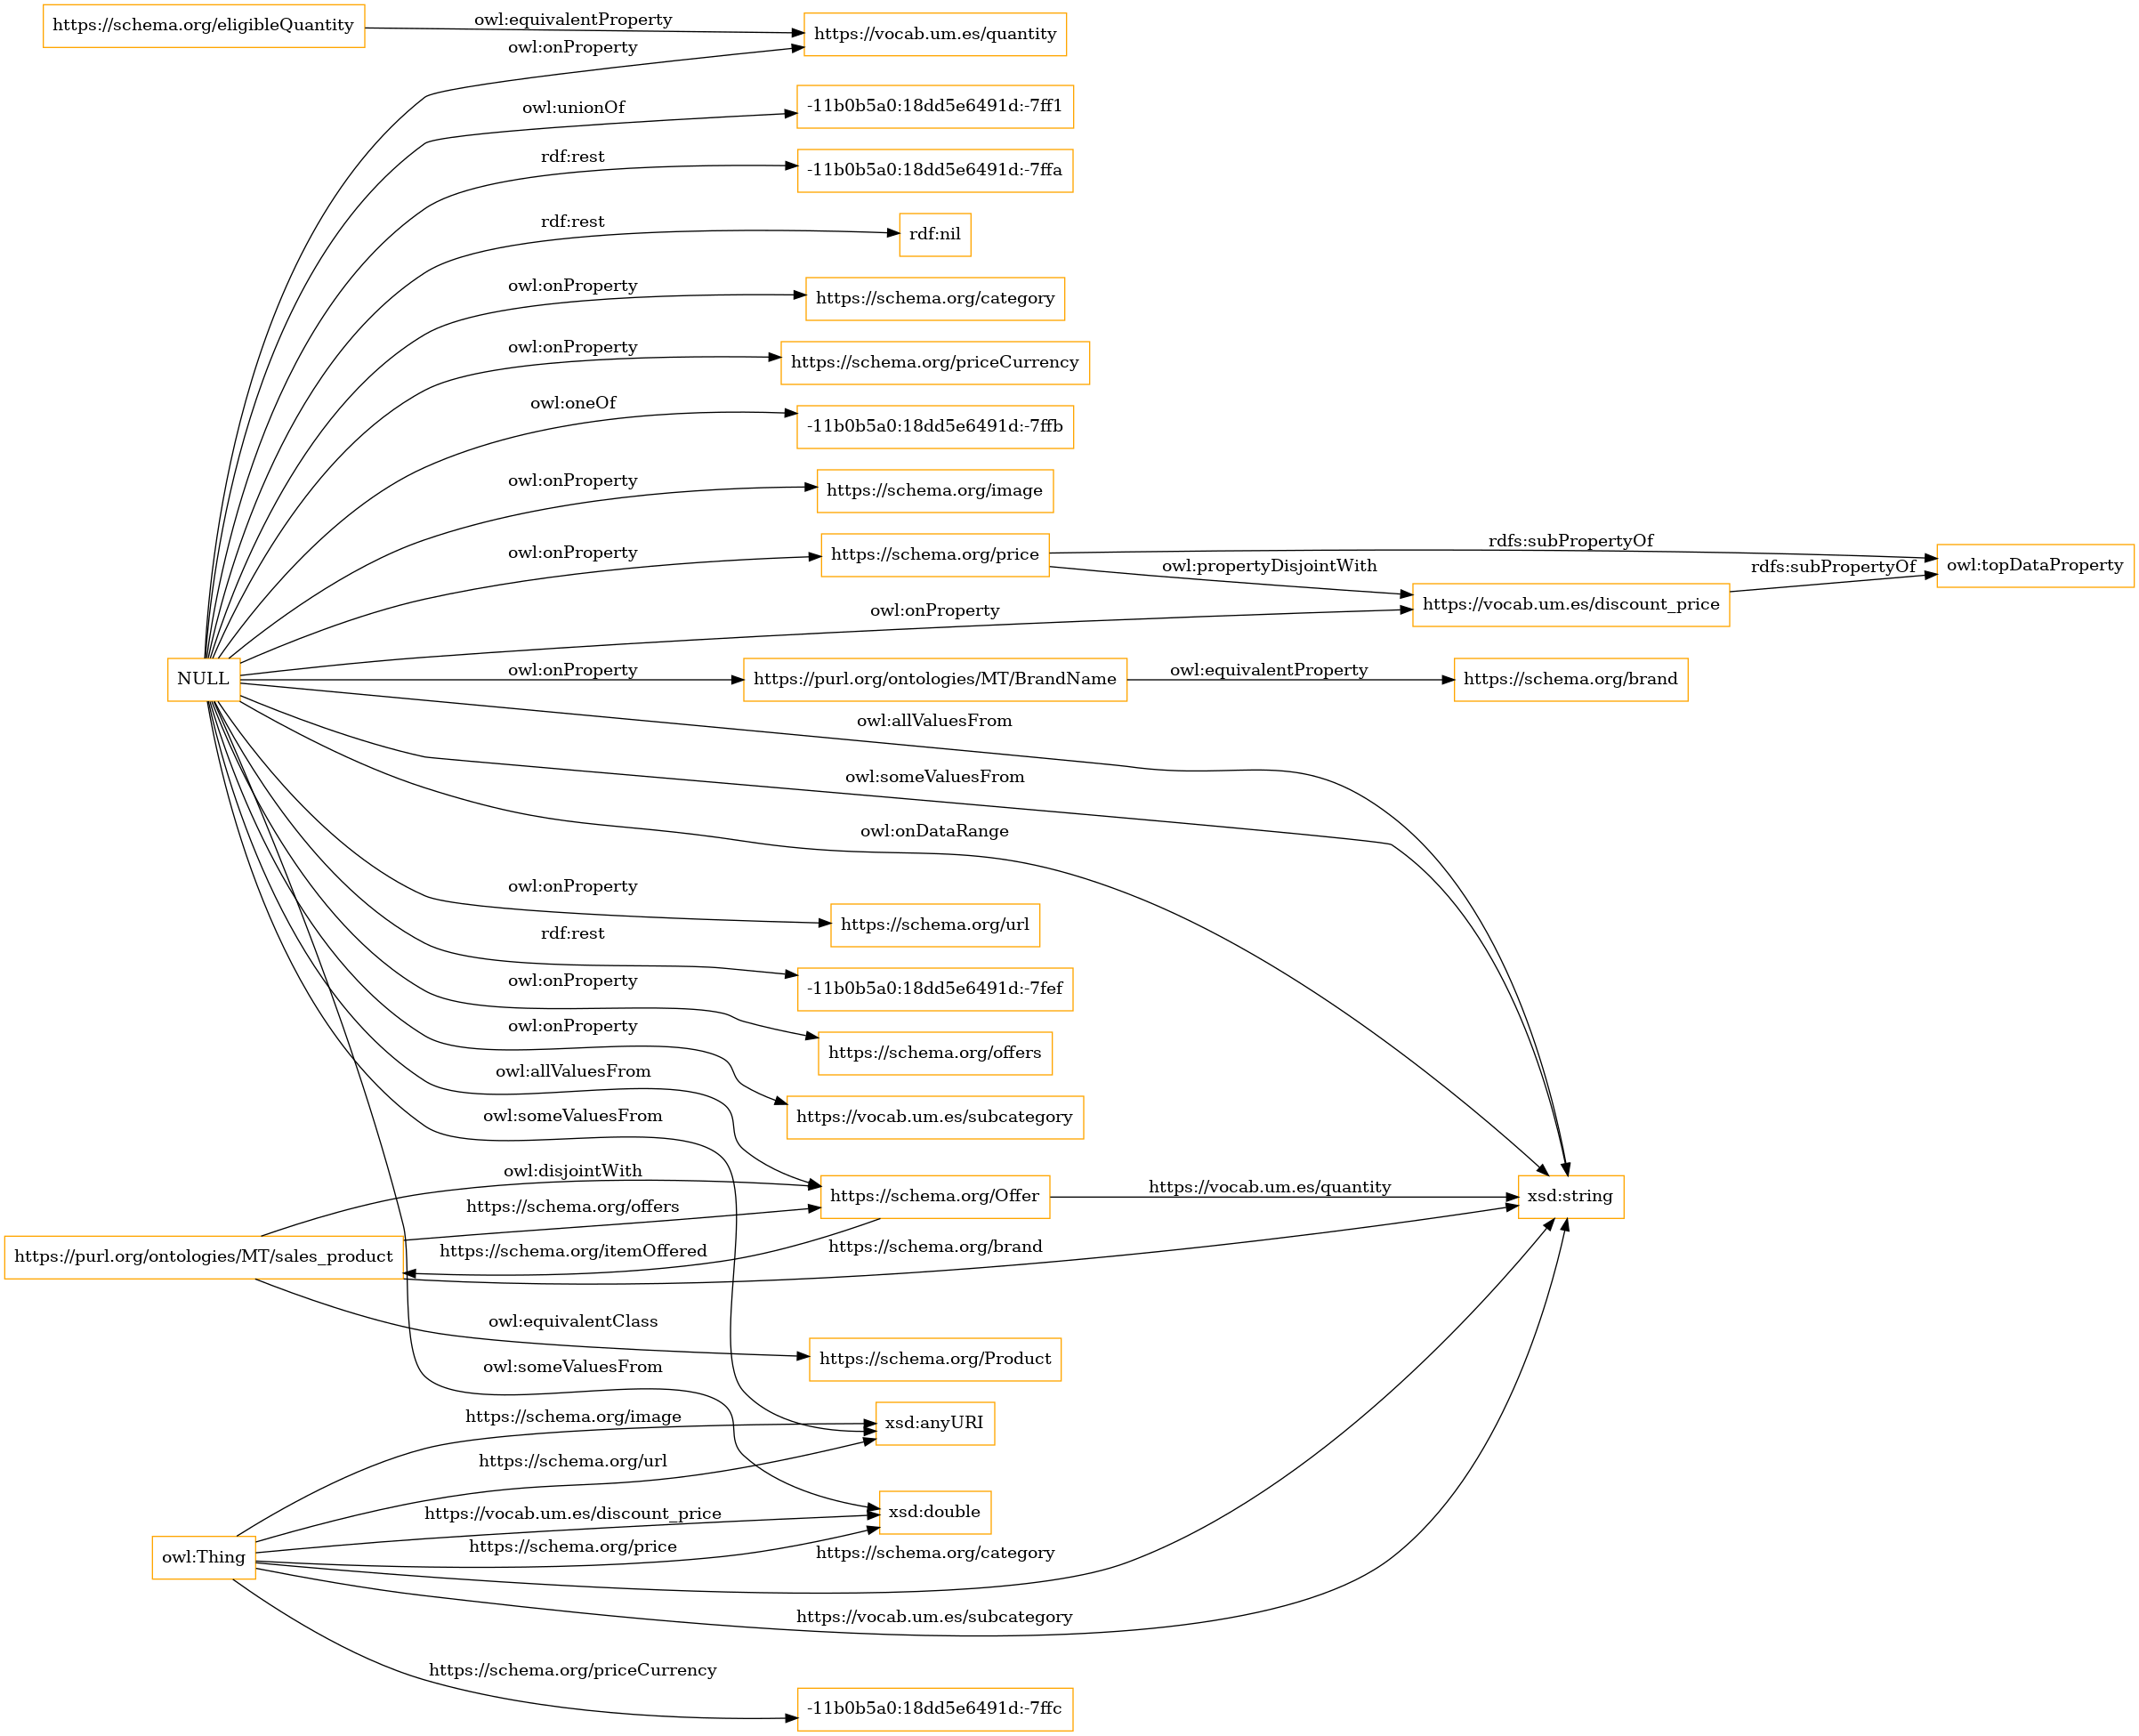 https://schema.org/eligibleQuantity
owl:equivalentProperty
https://vocab.um.es/quantity
owl:onProperty
owl:unionOf
-11b0b5a0:18dd5e6491d:-7ff1
rdf:rest
-11b0b5a0:18dd5e6491d:-7ffa
rdf:rest
rdf:nil
owl:onProperty
https://schema.org/category
owl:onProperty
https://schema.org/priceCurrency
owl:oneOf
-11b0b5a0:18dd5e6491d:-7ffb
owl:onProperty
https://schema.org/image
owl:onProperty
https://schema.org/price
rdfs:subPropertyOf
owl:topDataProperty
owl:propertyDisjointWith
rdfs:subPropertyOf
https://vocab.um.es/discount_price
owl:onProperty
NULL
owl:onProperty
https://purl.org/ontologies/MT/BrandName
owl:equivalentProperty
https://schema.org/brand
owl:allValuesFrom
owl:someValuesFrom
owl:onDataRange
owl:onProperty
https://schema.org/url
rdf:rest
-11b0b5a0:18dd5e6491d:-7fef
owl:onProperty
https://schema.org/offers
owl:onProperty
https://vocab.um.es/subcategory
owl:allValuesFrom
owl:someValuesFrom
owl:disjointWith
https://schema.org/Offer
https://vocab.um.es/quantity
xsd:string
https://schema.org/offers
https://purl.org/ontologies/MT/sales_product
https://schema.org/itemOffered
https://schema.org/brand
owl:equivalentClass
https://schema.org/Product
owl:someValuesFrom
https://schema.org/image
xsd:anyURI
https://schema.org/url
https://vocab.um.es/discount_price
xsd:double
https://schema.org/price
owl:Thing
https://schema.org/category
https://vocab.um.es/subcategory
https://schema.org/priceCurrency
-11b0b5a0:18dd5e6491d:-7ffc